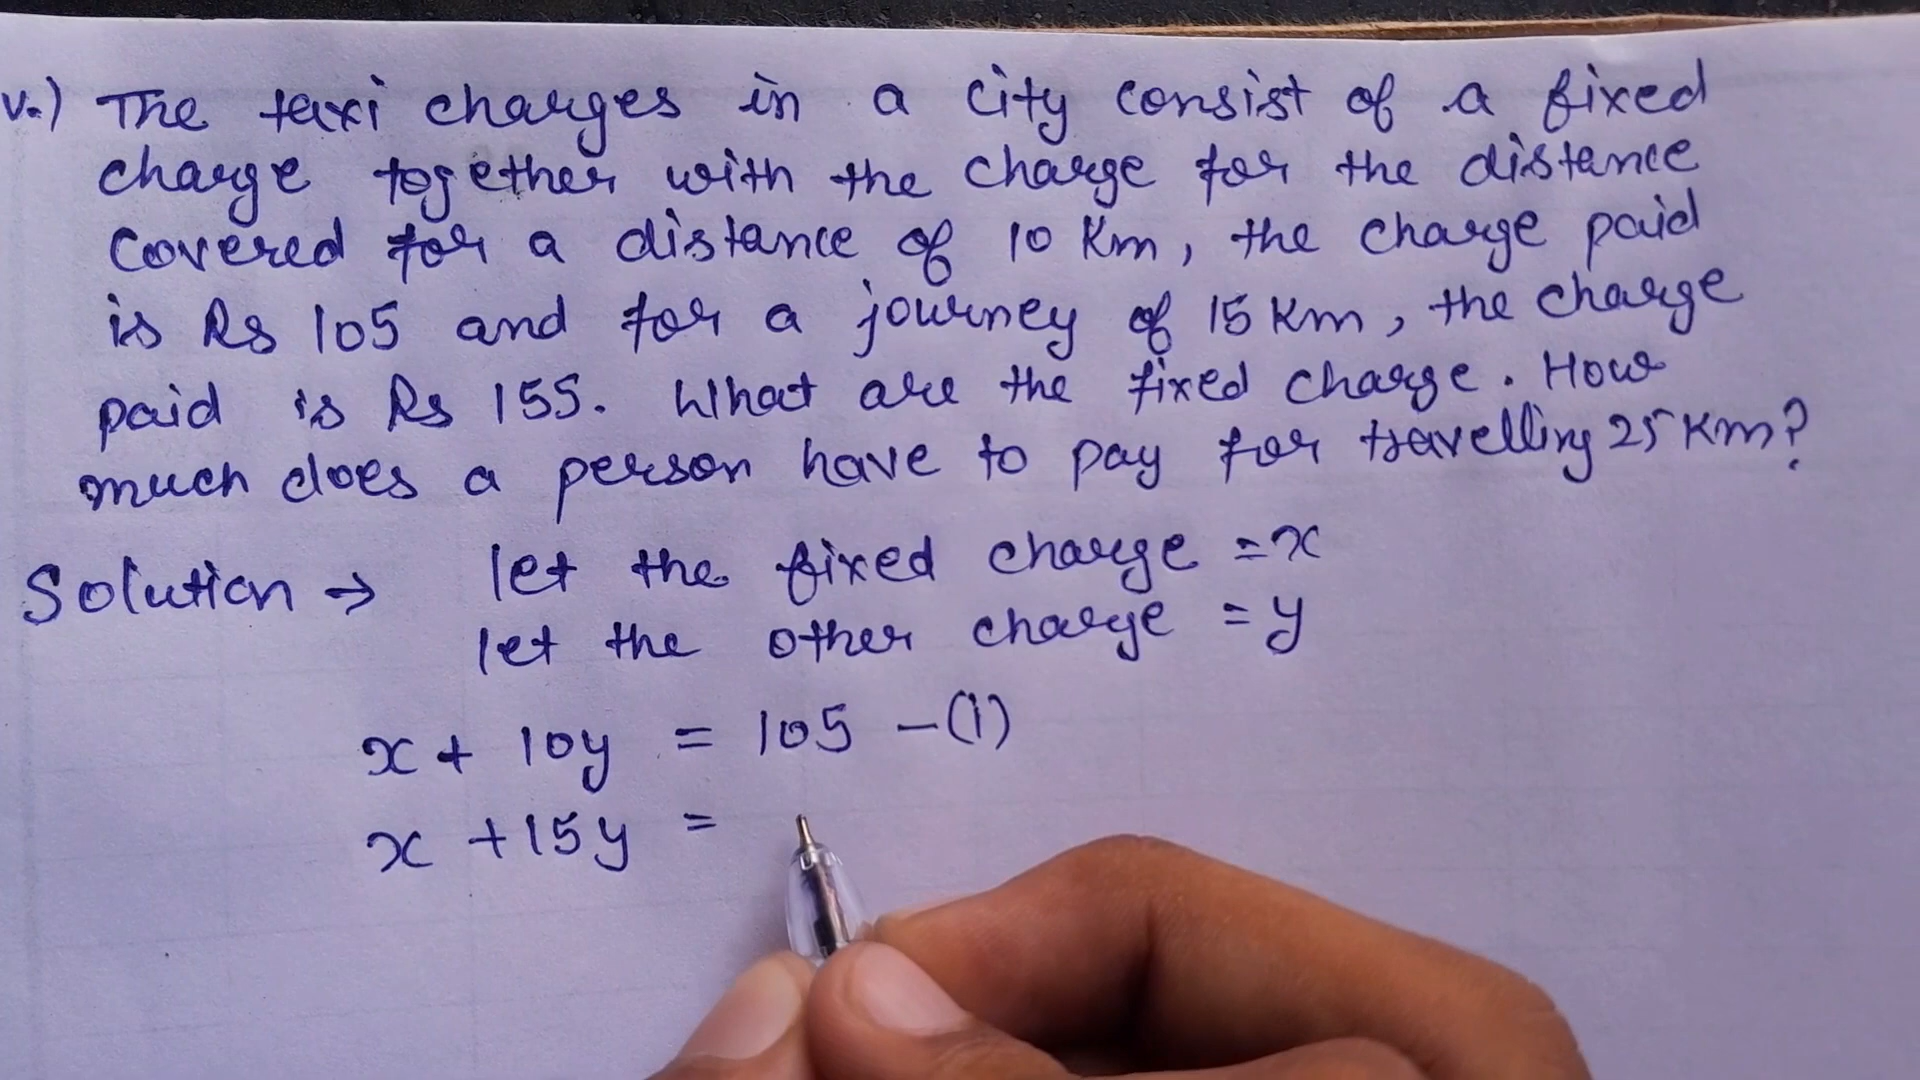 v.) The taxi charges in a city consist of a fixed
charge together with the charge for the distance
covered for a distance of 10 Km, the charge paid
is Rs 105 and for a journey of 15 Km, the charge
paid is Rs 155. What are the fixed charge. How
much does a person have to pay for travelling 25 Km?
Solution → let the fixed charge = x
let the other charge = y
x + 10y = 105 - (1)
x + 15y =